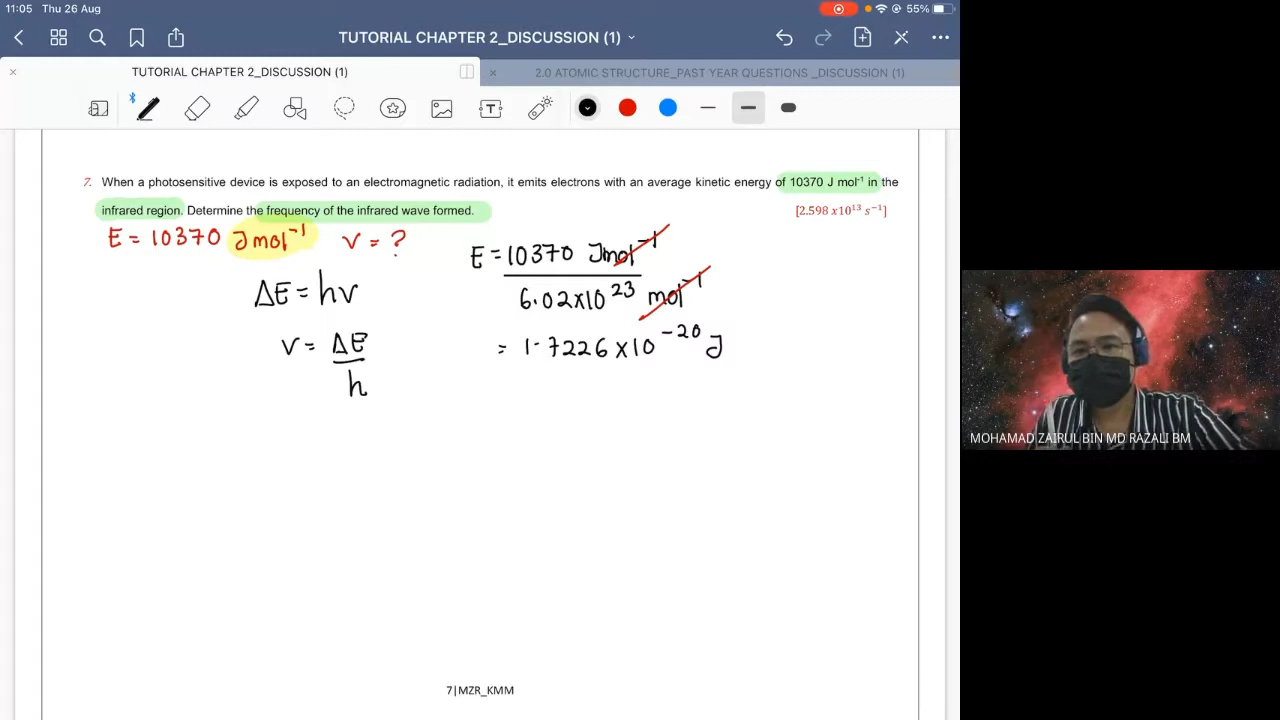 11:05 Thu 26 Aug
55%
TUTORIAL CHAPTER 2_DISCUSSION (1)
TUTORIAL CHAPTER 2_DISCUSSION (1)
2.0 ATOMIC STRUCTURE_PAST YEAR QUESTIONS _DISCUSSION (1)
7. When a photosensitive device is exposed to an electromagnetic radiation, it emits electrons with an average kinetic energy of 10370 J mol⁻¹ in the
infrared region. Determine the frequency of the infrared wave formed. [2.598 x10¹³ s⁻¹]
E = 10370 Jmol⁻¹ v = ?
E = 10370 Jmol⁻¹
6.02x10²³ mol⁻¹
= 1.7226 x10⁻²⁰ J
ΔE = hv
v = ΔE
h
7|MZR_KMM
MOHAMAD ZAIRUL BIN MD RAZALI BM